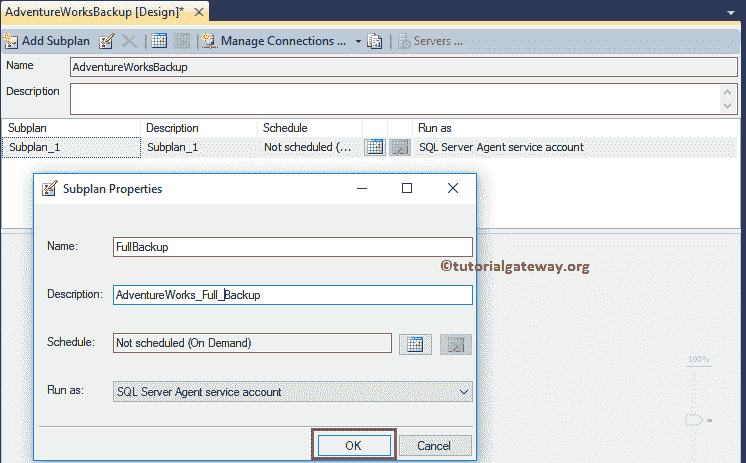 AdventureWorksBackup [Design]*
Add Subplan Manage Connections ... Servers ...
Name AdventureWorksBackup
Description
Subplan Description Schedule Run as
Subplan_1 Subplan_1 Not scheduled (... SQL Server Agent service account
Subplan Properties
Name: FullBackup
©tutorialgateway.org
Description: AdventureWorks_Full_Backup
Schedule: Not scheduled (On Demand)
100%
Run as: SQL Server Agent service account
OK Cancel